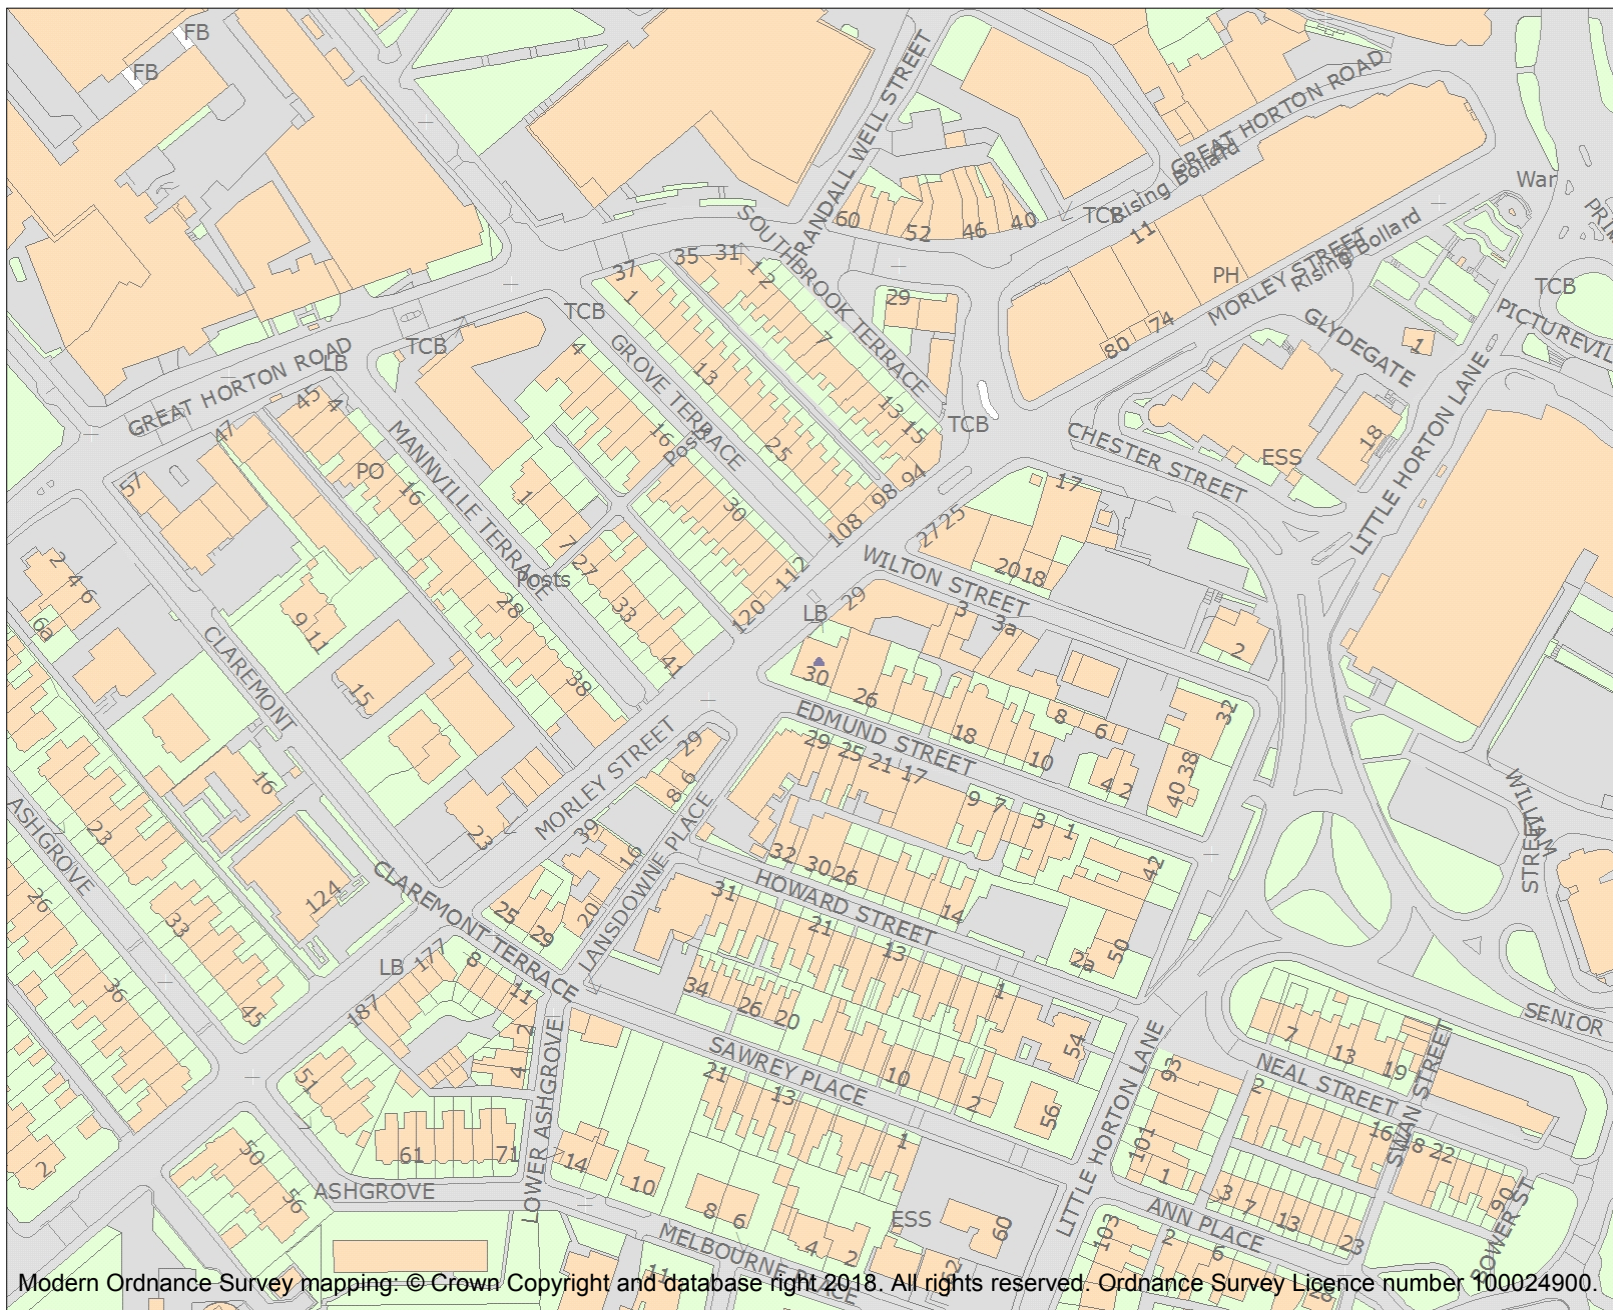 FB
FB
GREAT HORTON ROAD
Rising Bollard
RANDALL WELL STREET
War
TCB
60
52
46
40
11
SOUTHBROOK TERRACE
MORLEY STREET
Rising Bollard
PH
TCB
37
35
31
1
1
2
29
74
80
GLYDEGATE
1
PICTUREVIL
TCB
TCB
LB
GREAT HORTON ROAD
4
GROVE TERRACE
7
13
13
15
TCB
CHESTER STREET
ESS
18
LITTLE HORTON LANE
45
4
47
57
PO
16
MANNVILLE TERRACE
16
Posts
25
30
94
98
108
112
120
17
25
27
WILTON STREET
20
18
2
1
7
27
Posts
33
41
28
38
29
LB
3
3a
30
26
18
10
8
6
4
2
32
38
40
2
4
6
6a
9
11
15
CLAREMONT
16
23
MORLEY STREET
29
6
8
39
16
20
EDMUND STREET
29
25
21
17
9
7
3
1
42
WILLIAM STREET
ASHGROVE
23
33
45
26
36
124
CLAREMONT TERRACE
25
29
LANSDOWNE PLACE
32
30
26
14
HOWARD STREET
31
21
13
1
2a
50
LB
177
187
8
11
2
4
34
26
20
SAWREY PLACE
10
2
54
56
SENIOR
7
13
19
NEAL STREET
SWAN STREET
93
101
1
LITTLE HORTON LANE
2
16
18
22
30
BOWER ST
51
61
71
LOWER ASHGROVE
21
13
1
14
10
8
6
4
2
ESS
60
62
2
50
56
ASHGROVE
MELBOURNE PLACE
11
ANN PLACE
3
7
13
23
103
2
6
28
Modern Ordnance Survey mapping: © Crown Copyright and database right 2018. All rights reserved. Ordnance Survey Licence number 100024900.